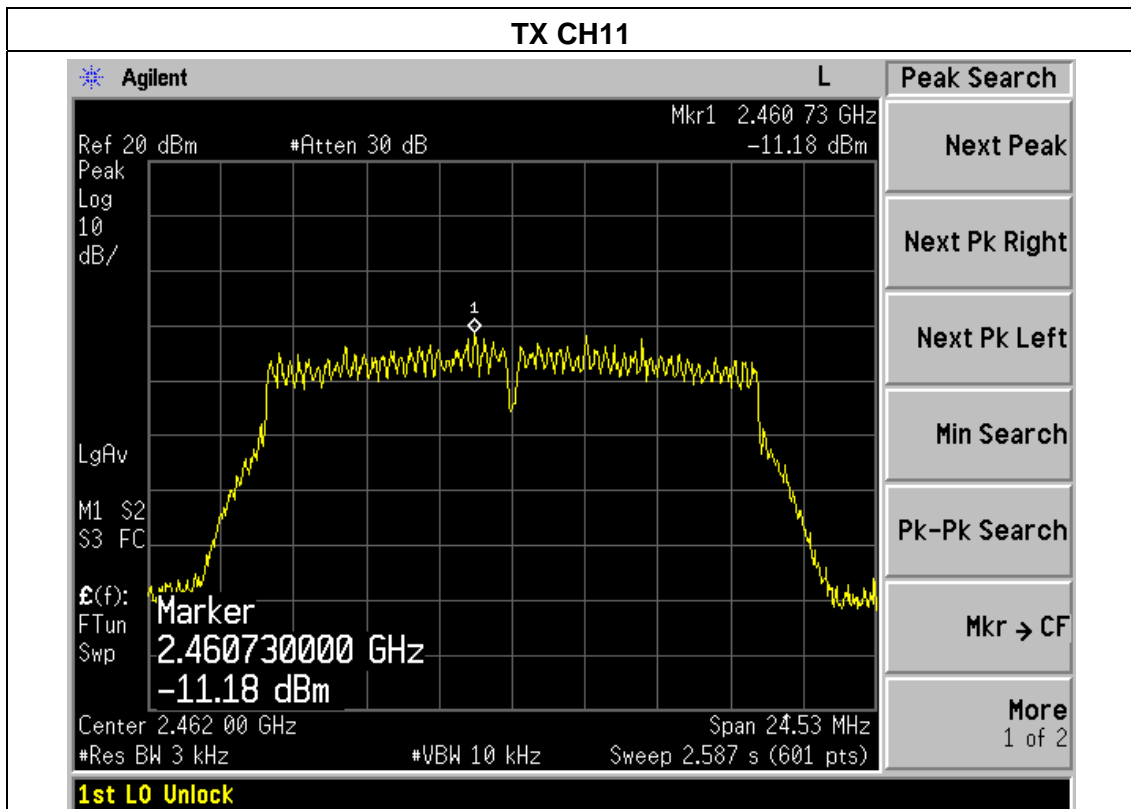 TX CH11
Agilent L Peak Search
Mkr1 2.460 73 GHz
Ref 20 dBm #Atten 30 dB -11.18 dBm
Peak
Log
10
dB/
1
LgAv
M1 S2
S3 FC
£(f):
FTun
Swp
Marker
2.460730000 GHz
-11.18 dBm
Center 2.462 00 GHz Span 24.53 MHz
#Res BW 3 kHz #VBW 10 kHz Sweep 2.587 s (601 pts)
1st LO Unlock
Next Peak
Next Pk Right
Next Pk Left
Min Search
Pk-Pk Search
Mkr → CF
More
1 of 2